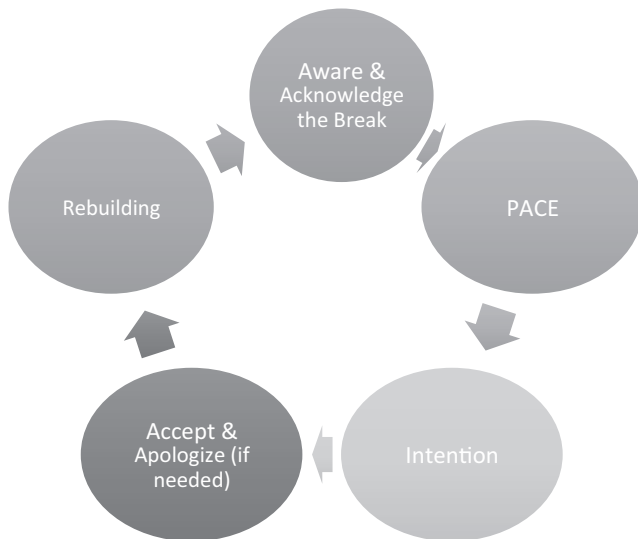 Aware &
Acknowledge
the Break
PACE
Intention
Accept &
Apologize (if
needed)
Rebuilding